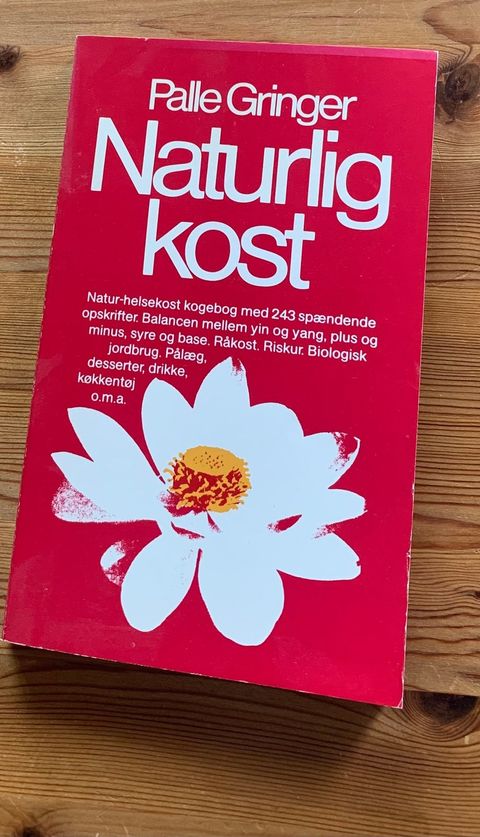 Palle Gringer
Naturlig
kost
Natur-helsekost kogebog med 243 spændende
opskrifter. Balancen mellem yin og yang, plus og
minus, syre og base. Råkost. Riskur. Biologisk
jordbrug. Pålæg,
desserter, drikke,
køkkentøj
o.m.a.